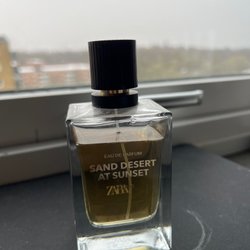 EAU DE PARFUM
SAND DESERT
AT SUNSET
ZARA